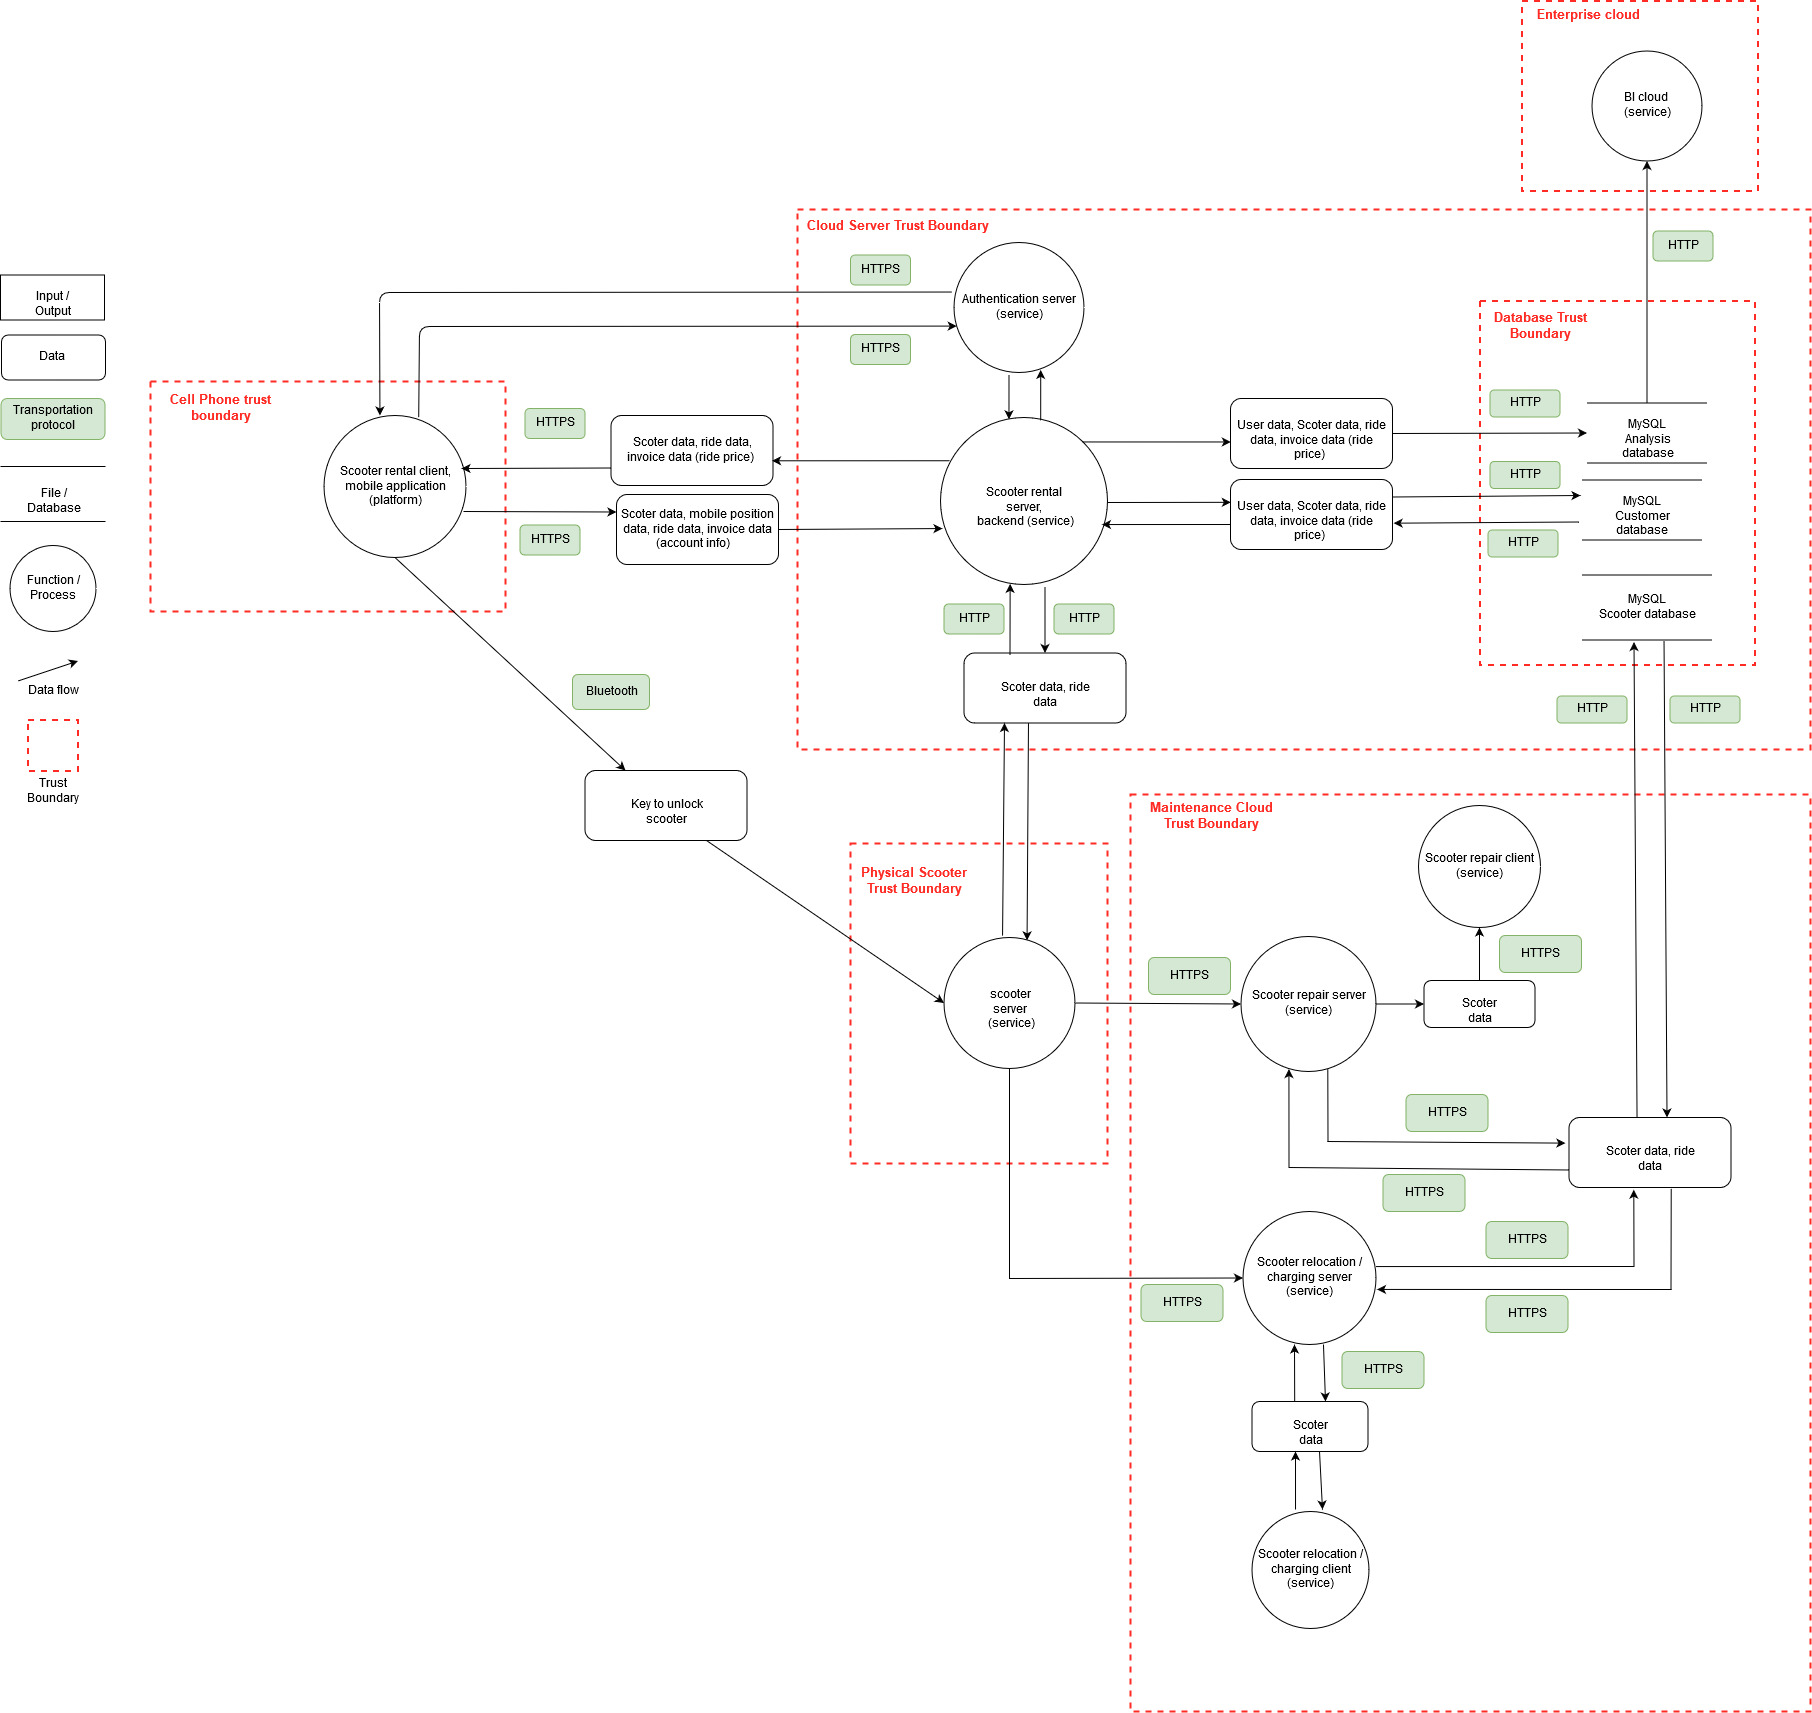 Enterprise cloud
BI cloud
(service)
HTTP
Cloud Server Trust Boundary
HTTPS
Authentication server
(service)
HTTPS
Database Trust
Boundary
Input /
Output
Data
Transportation
protocol
File /
Database
Function /
Process
Data flow
Trust
Boundary
Cell Phone trust
boundary
Scooter rental client,
mobile application
(platform)
HTTPS
Scoter data, ride data,
invoice data (ride price)
HTTPS
Scoter data, mobile position
data, ride data, invoice data
(account info)
Scooter rental
server,
backend (service)
User data, Scoter data, ride
data, invoice data (ride
price)
HTTP
MySQL
Analysis
database
User data, Scoter data, ride
data, invoice data (ride
price)
HTTP
HTTP
MySQL
Customer
database
MySQL
Scooter database
HTTP
HTTP
Scoter data, ride
data
HTTP
HTTP
Bluetooth
Key to unlock
scooter
Physical Scooter
Trust Boundary
scooter
server
(service)
Maintenance Cloud
Trust Boundary
Scooter repair client
(service)
HTTPS
HTTPS
Scooter repair server
(service)
Scoter
data
HTTPS
HTTPS
Scoter data, ride
data
HTTPS
Scooter relocation /
charging server
(service)
HTTPS
HTTPS
HTTPS
Scoter
data
Scooter relocation /
charging client
(service)